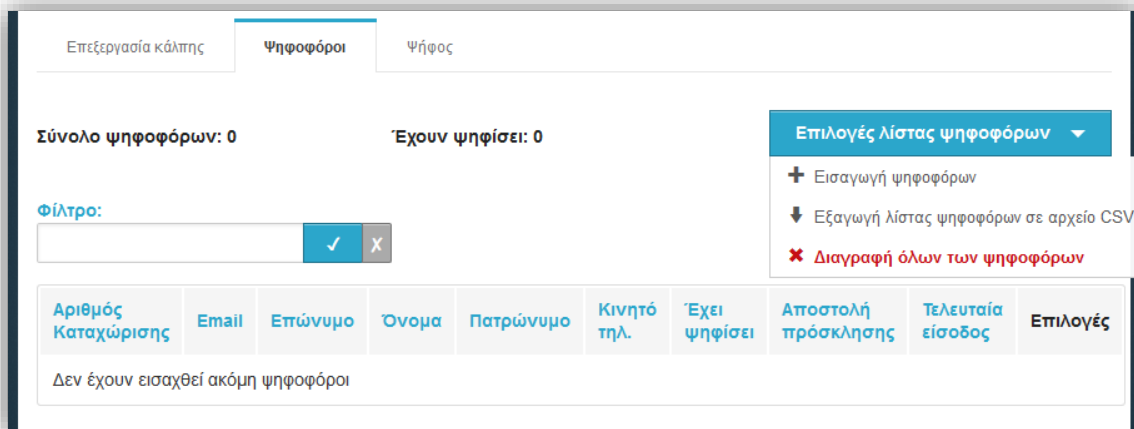 Επεξεργασία κάλπης Ψηφοφόροι Ψήφος
Σύνολο ψηφοφόρων: 0 Έχουν ψηφίσει: 0 Επιλογές λίστας ψηφοφόρων
Εισαγωγή ψηφοφόρων
Εξαγωγή λίστας ψηφοφόρων σε αρχείο CSV
Διαγραφή όλων των ψηφοφόρων
Φίλτρο:
Αριθμός Καταχώρισης Email Επώνυμο Όνομα Πατρώνυμο Κινητό τηλ. Έχει ψηφίσει Αποστολή πρόσκλησης Τελευταία είσοδος Επιλογές
Δεν έχουν εισαχθεί ακόμη ψηφοφόροι